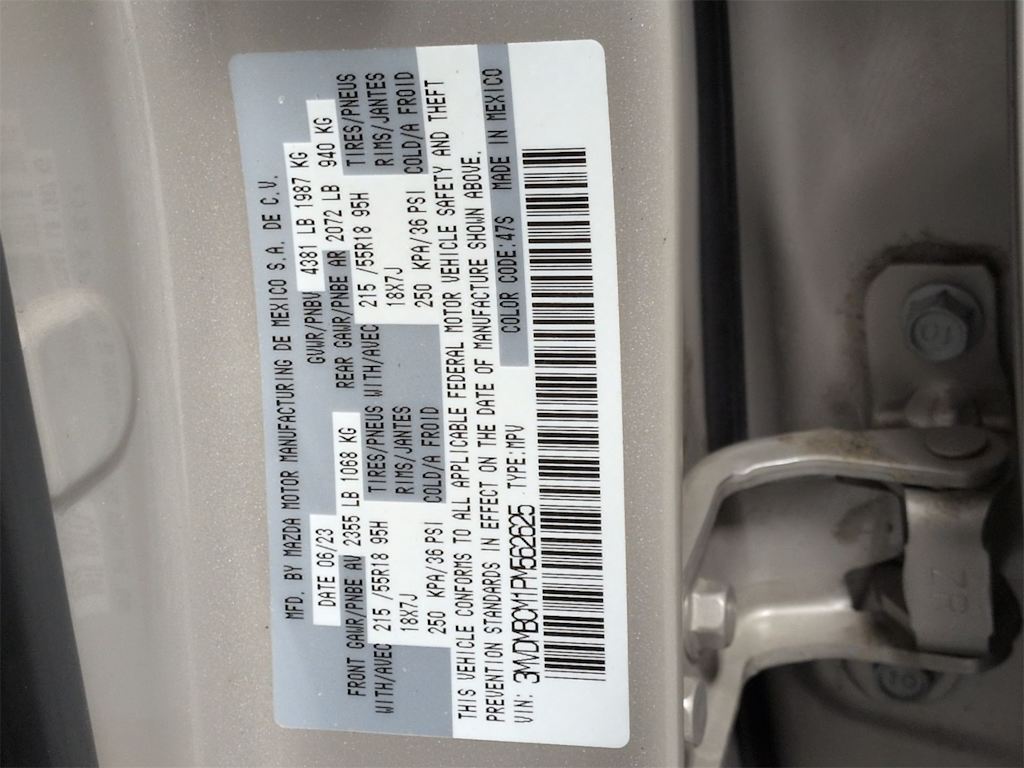 MFD. BY MAZDA MOTOR MANUFACTURING DE MEXICO S.A. DE C.V.
DATE 06/23 GVWR/PNBV 4381 LB 1987 KG
FRONT GAWR/PNBE AV 2355 LB 1068 KG REAR GAWR/PNBE AR 2072 LB 940 KG
WITH/AVEC 215 /55R18 95H TIRES/PNEUS WITH/AVEC 215 /55R18 95H TIRES/PNEUS
18X7J RIMS/JANTES 18X7J RIMS/JANTES
250 KPA/36 PSI COLD/A FROID 250 KPA/36 PSI COLD/A FROID
THIS VEHICLE CONFORMS TO ALL APPLICABLE FEDERAL MOTOR VEHICLE SAFETY AND THEFT
PREVENTION STANDARDS IN EFFECT ON THE DATE OF MANUFACTURE SHOWN ABOVE.
VIN: 3MVDMBCM1PM562625 TYPE:MPV COLOR CODE:47S MADE IN MEXICO